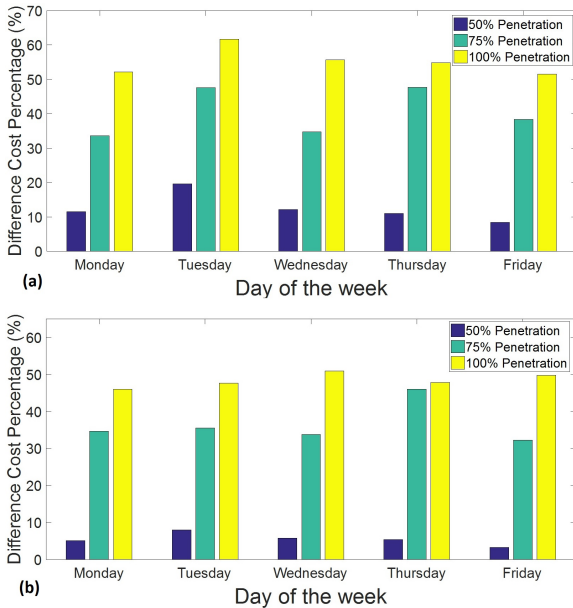 Difference Cost Percentage (%)
70
60
50
40
30
20
10
0
50% Penetration
75% Penetration
100% Penetration
Monday Tuesday Wednesday Thursday Friday
(a)
Day of the week
Difference Cost Percentage (%)
60
50
40
30
20
10
0
50% Penetration
75% Penetration
100% Penetration
Monday Tuesday Wednesday Thursday Friday
(b)
Day of the week